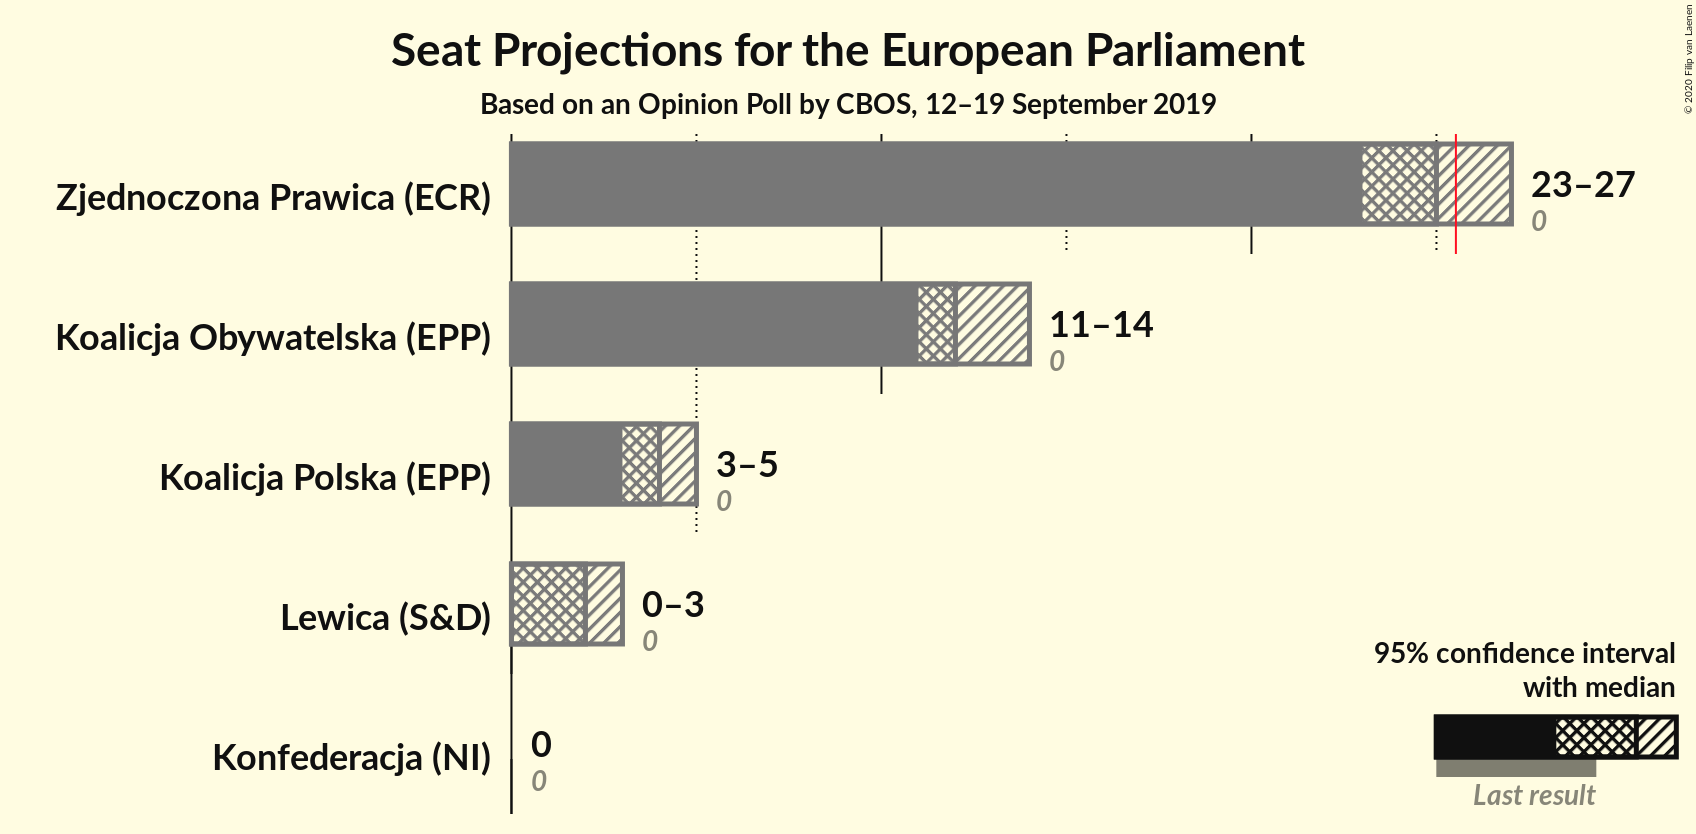 Seat Projections for the European Parliament
Based on an Opinion Poll by CBOS, 12–19 September 2019
© 2020 Filip van Laenen
Zjednoczona Prawica (ECR)
23–27
0
Koalicja Obywatelska (EPP)
11–14
0
Koalicja Polska (EPP)
3–5
0
Lewica (S&D)
0–3
0
Konfederacja (NI)
0
0
95% confidence interval
with median
Last result